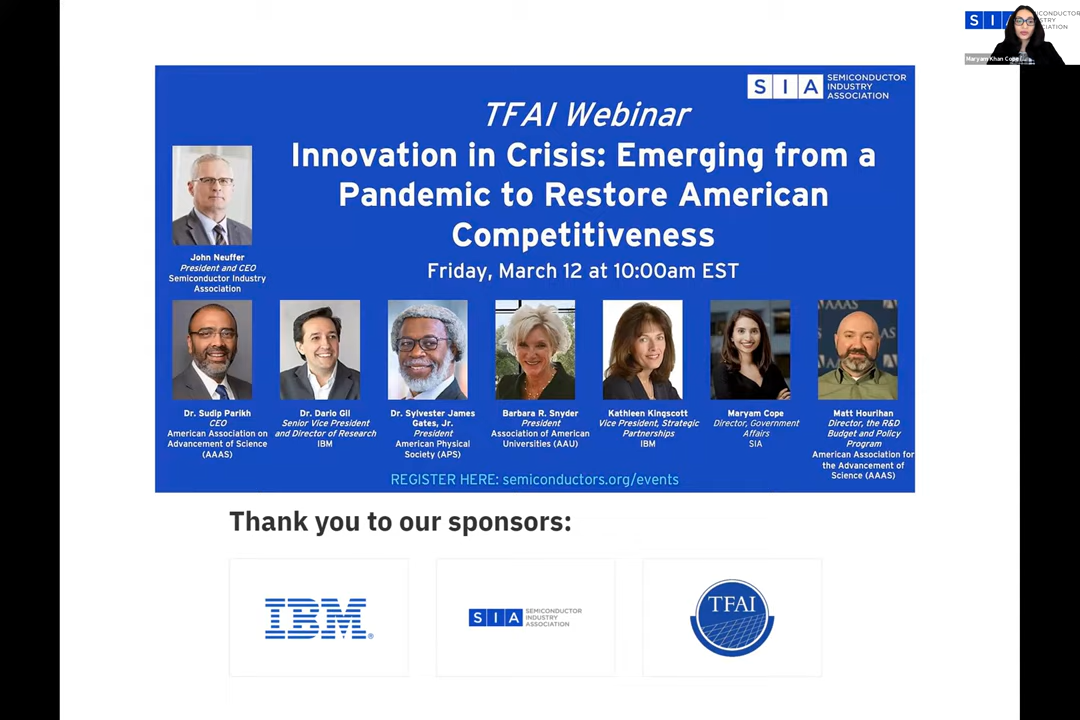 SIA SEMICONDUCTOR
INDUSTRY
ASSOCIATION
TFAI Webinar
Innovation in Crisis: Emerging from a
Pandemic to Restore American
Competitiveness
Friday, March 12 at 10:00am EST
John Neuffer
President and CEO
Semiconductor Industry
Association
Dr. Sudip Parikh
CEO
American Association on
Advancement of Science
(AAAS)
Dr. Dario Gil
Senior Vice President
and Director of Research
IBM
Dr. Sylvester James
Gates, Jr.
President
American Physical
Society (APS)
Barbara R. Snyder
President
Association of American
Universities (AAU)
Kathleen Kingscott
Vice President, Strategic
Partnerships
IBM
Maryam Cope
Director, Government
Affairs
SIA
Matt Hourihan
Director, the R&D
Budget and Policy
Program
American Association for
the Advancement of
Science (AAAS)
REGISTER HERE: semiconductors.org/events
Thank you to our sponsors:
IBM®
SIA SEMICONDUCTOR
INDUSTRY
ASSOCIATION
TFAI
Maryam Khan Cope